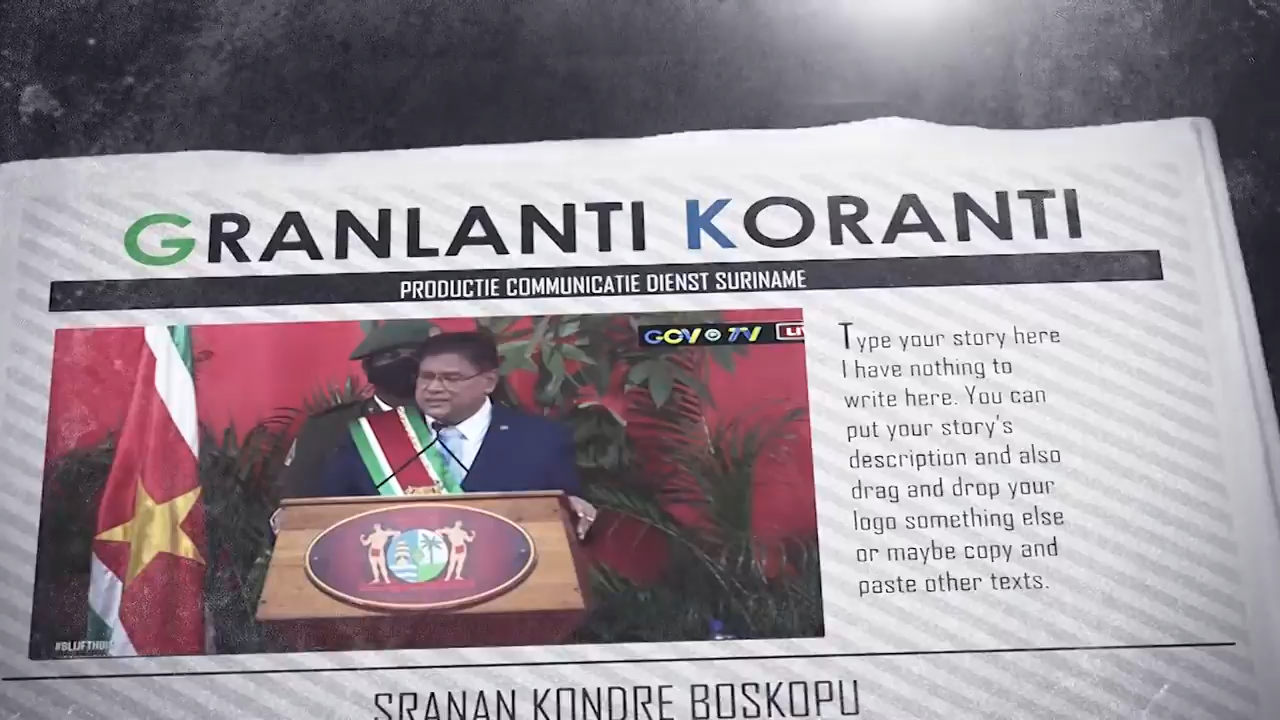 GRANLANTI KORANTI
PRODUCTIE COMMUNICATIE DIENST SURINAME
GOV TV
Type your story here
I have nothing to
write here. You can
put your story's
description and also
drag and drop your
logo something else
or maybe copy and
paste other texts.
SRANAN KONDRE BOSKOPU